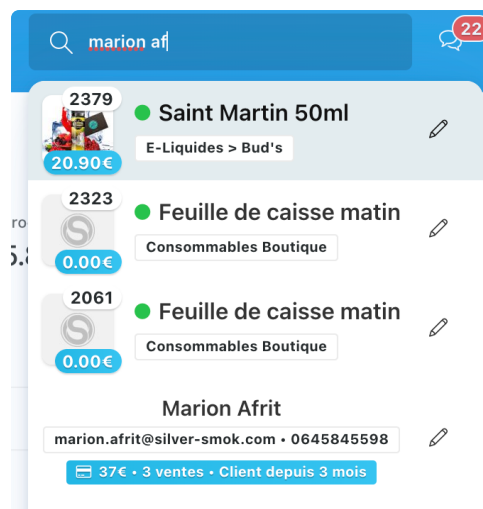 marion af
22
2379
Saint Martin 50ml
E-Liquides > Bud's
20.90€
2323
Feuille de caisse matin
Consommables Boutique
0.00€
2061
Feuille de caisse matin
Consommables Boutique
0.00€
Marion Afrit
marion.afrit@silver-smok.com • 0645845598
37€ • 3 ventes • Client depuis 3 mois